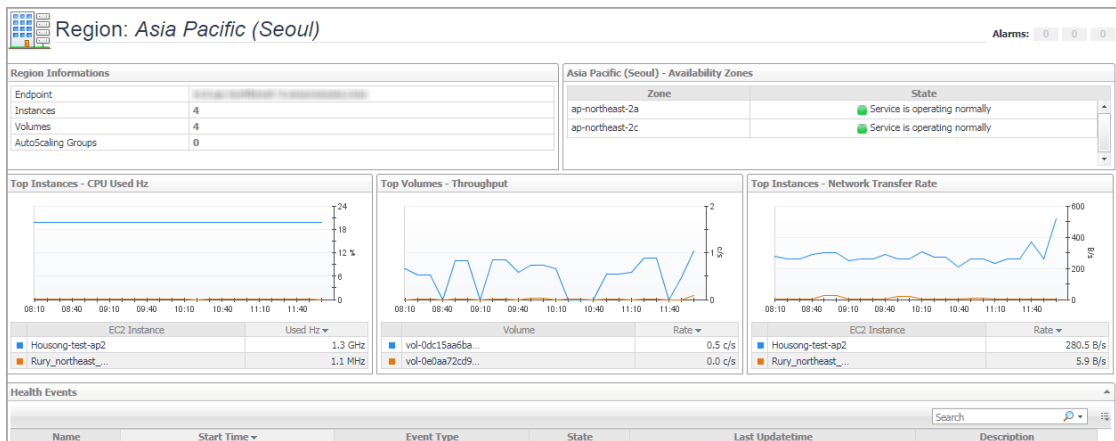 Region: Asia Pacific (Seoul)
Alarms: 0 0 0
Region Informations
Endpoint
Instances 4
Volumes 4
AutoScaling Groups 0
Asia Pacific (Seoul) - Availability Zones
Zone State
ap-northeast-2a Service is operating normally
ap-northeast-2c Service is operating normally
Top Instances - CPU Used Hz
24
18
12 %
6
0
08:10 08:40 09:10 09:40 10:10 10:40 11:10 11:40
EC2 Instance Used Hz
Housong-test-ap2 1.3 GHz
Rury_northeast_... 1.1 MHz
Top Volumes - Throughput
2
1 c/s
0
08:10 08:40 09:10 09:40 10:10 10:40 11:10 11:40
Volume Rate
vol-0dc15aa6ba... 0.5 c/s
vol-0e0aa72cd9... 0.0 c/s
Top Instances - Network Transfer Rate
600
400
B/s
200
0
08:10 08:40 09:10 09:40 10:10 10:40 11:10 11:40
EC2 Instance Rate
Housong-test-ap2 280.5 B/s
Rury_northeast_... 5.9 B/s
Health Events
Search
Name Start Time Event Type State Last Updatetime Description